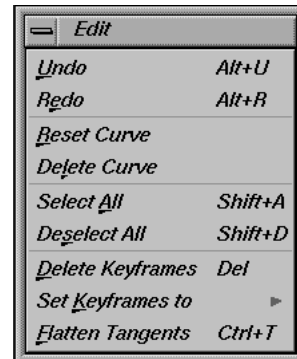 Edit
Undo Alt+U
Redo Alt+R
Reset Curve
Delete Curve
Select All Shift+A
Deselect All Shift+D
Delete Keyframes Del
Set Keyframes to
Flatten Tangents Ctrl+T